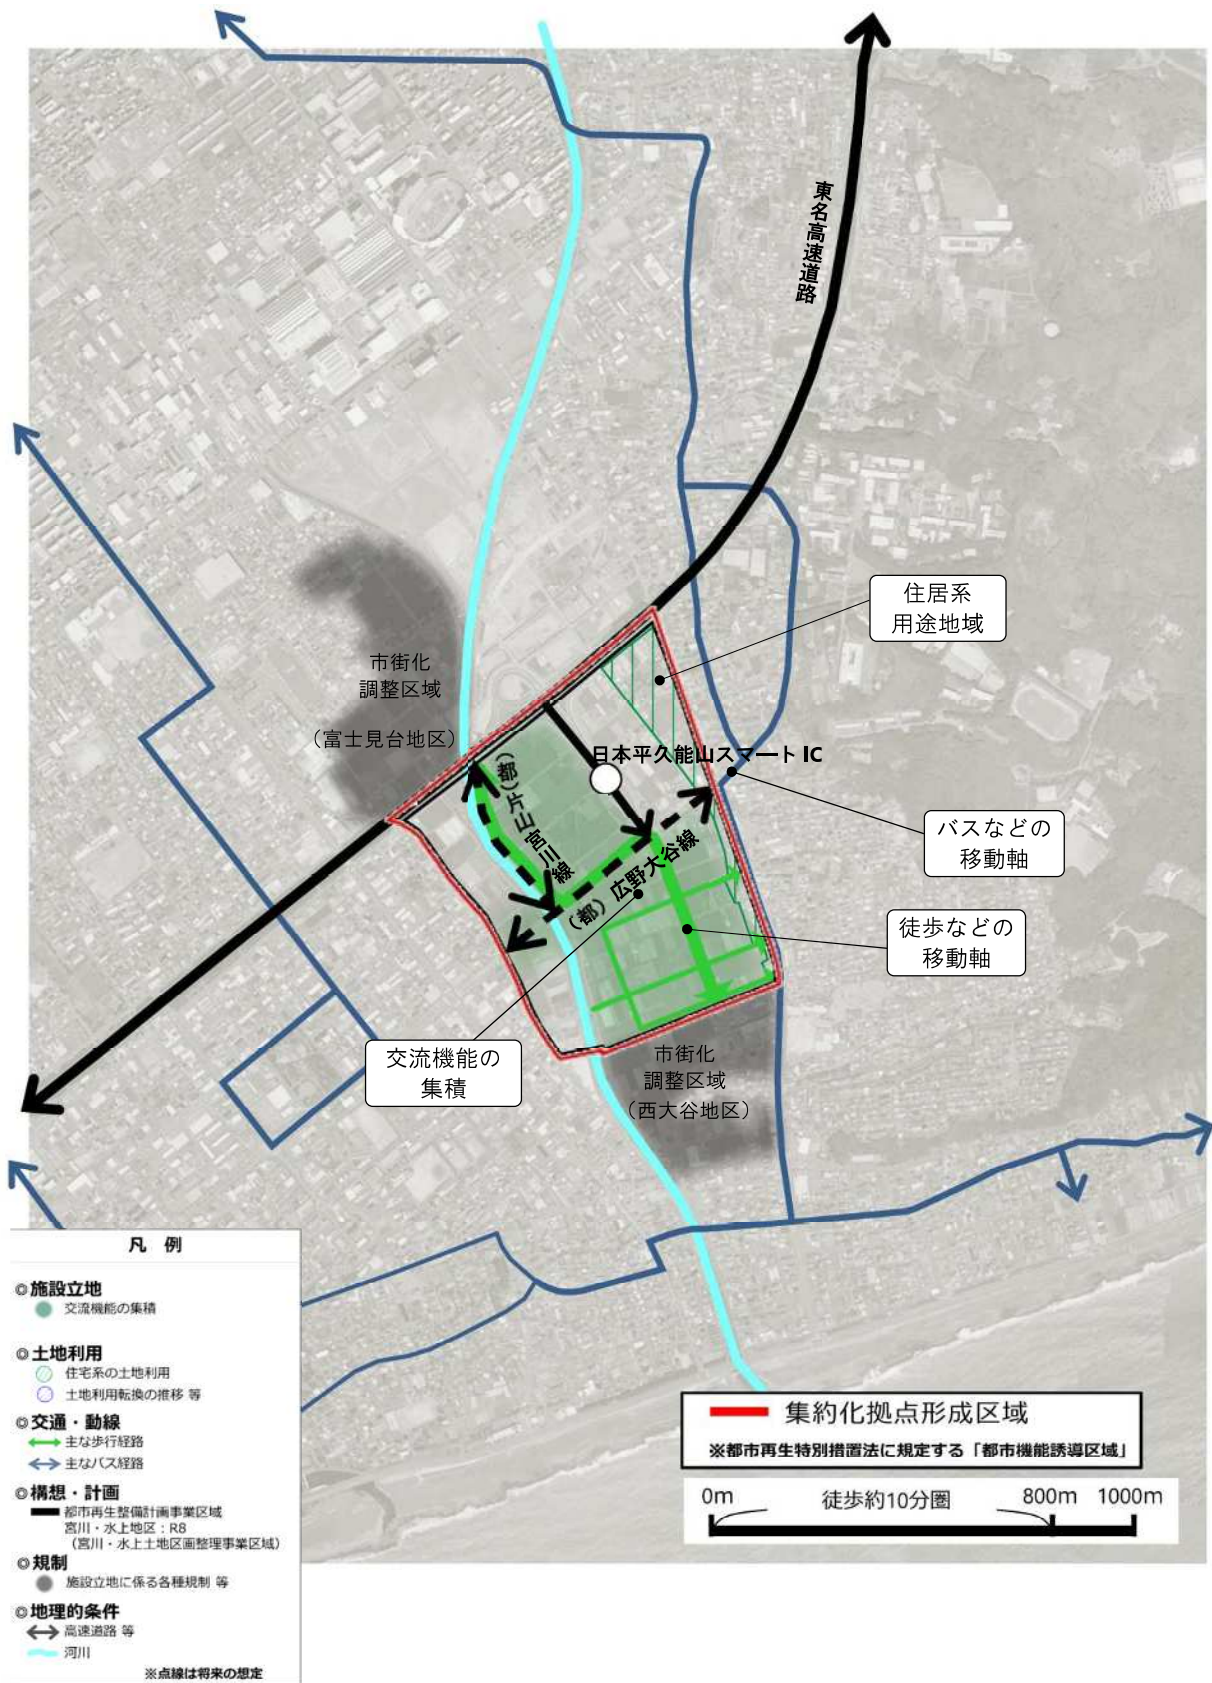 東名高速道路
住居系
用途地域
市街化
調整区域
（富士見台地区）
日本平久能山スマートIC
（都）片山宮川線
バスなどの
移動軸
（都）広野大谷線
徒歩などの
移動軸
交流機能の
集積
市街化
調整区域
（西大谷地区）
凡 例
◎施設立地
交流機能の集積
◎土地利用
住宅系の土地利用
土地利用転換の推移 等
◎交通・動線
主な歩行経路
主なバス経路
◎構想・計画
都市再生整備計画事業区域
宮川・水上地区：R8
（宮川・水上土地区画整理事業区域）
◎規制
施設立地に係る各種規制 等
◎地理的条件
高速道路 等
河川
※点線は将来の想定
集約化拠点形成区域
※都市再生特別措置法に規定する「都市機能誘導区域」
0m 徒歩約10分圏 800m 1000m